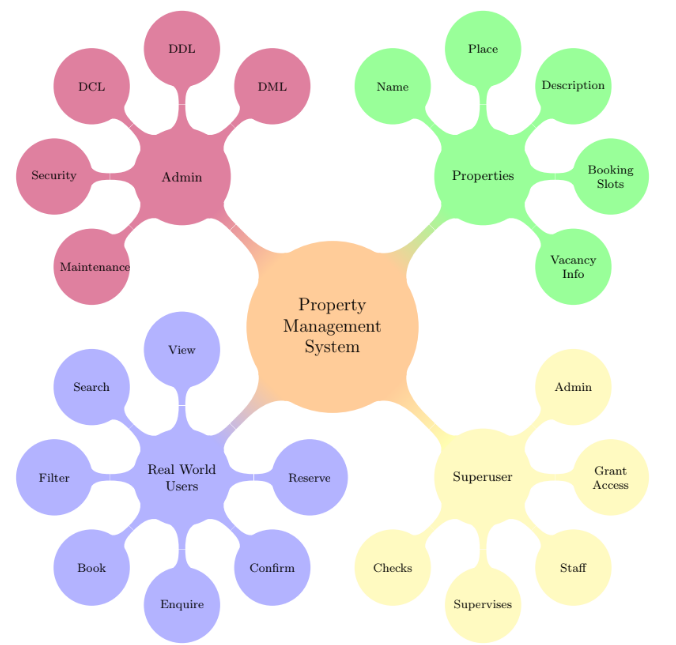 DDL
DCL
DML
Security
Admin
Maintenance
Place
Name
Description
Properties
Booking
Slots
Vacancy
Info
Property
Management
System
View
Search
Filter
Real World
Users
Reserve
Book
Confirm
Enquire
Admin
Superuser
Grant
Access
Checks
Staff
Supervises